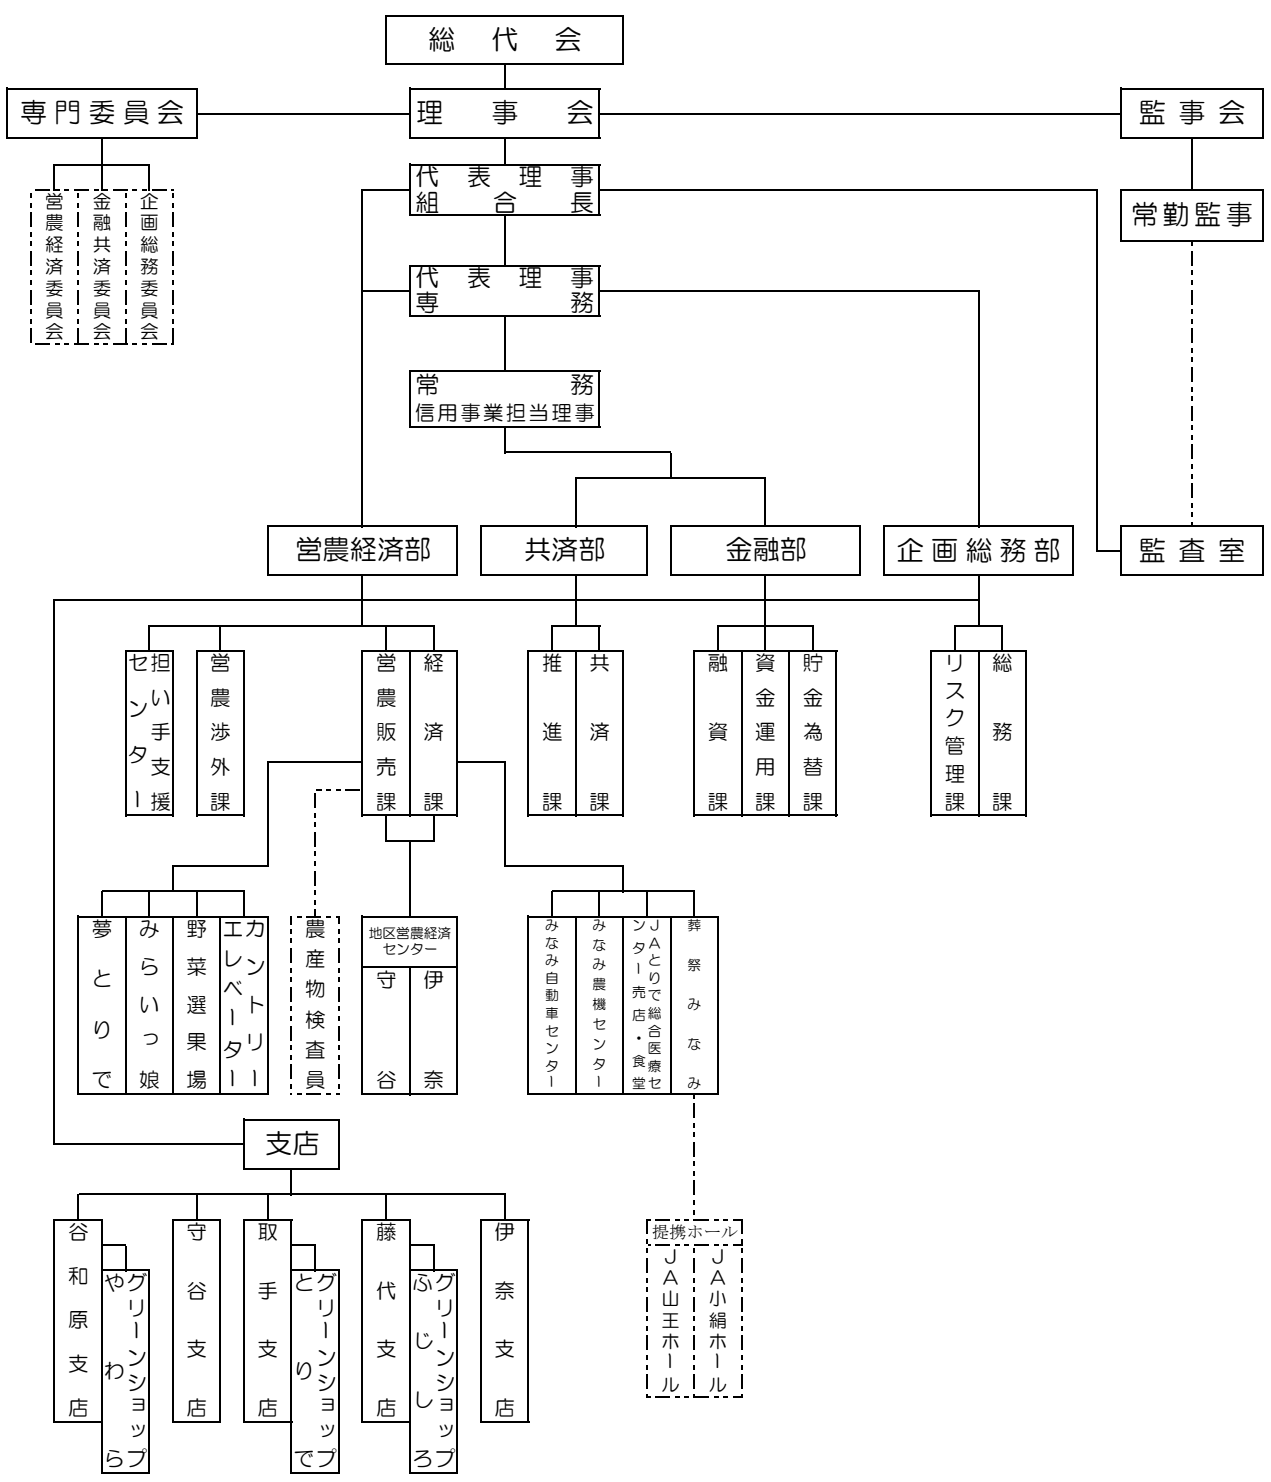 総代会
専門委員会
理事会
監事会
代表理事
組合長
常勤監事
営農経済委員会
金融共済委員会
企画総務委員会
代表理事
専務
常務
信用事業担当理事
営農経済部
共済部
金融部
企画総務部
監査室
担い手支援
センター
営農渉外課
営農販売課
経済課
推進課
共済課
融資課
資金運用課
貯金為替課
リスク管理課
総務課
夢とりで
みらいっ娘
野菜選果場
カントリー
エレベーター
農産物検査員
地区営農経済
センター
守谷
伊奈
みなみ自動車センター
みなみ農機センター
JAとりで総合医療セ
ンター売店・食堂
葬祭みなみ
支店
谷和原支店
グリーンショップ
やわら
守谷支店
取手支店
グリーンショップ
とりで
藤代支店
グリーンショップ
ふじしろ
伊奈支店
提携ホール
JA山王ホール
JA小絹ホール